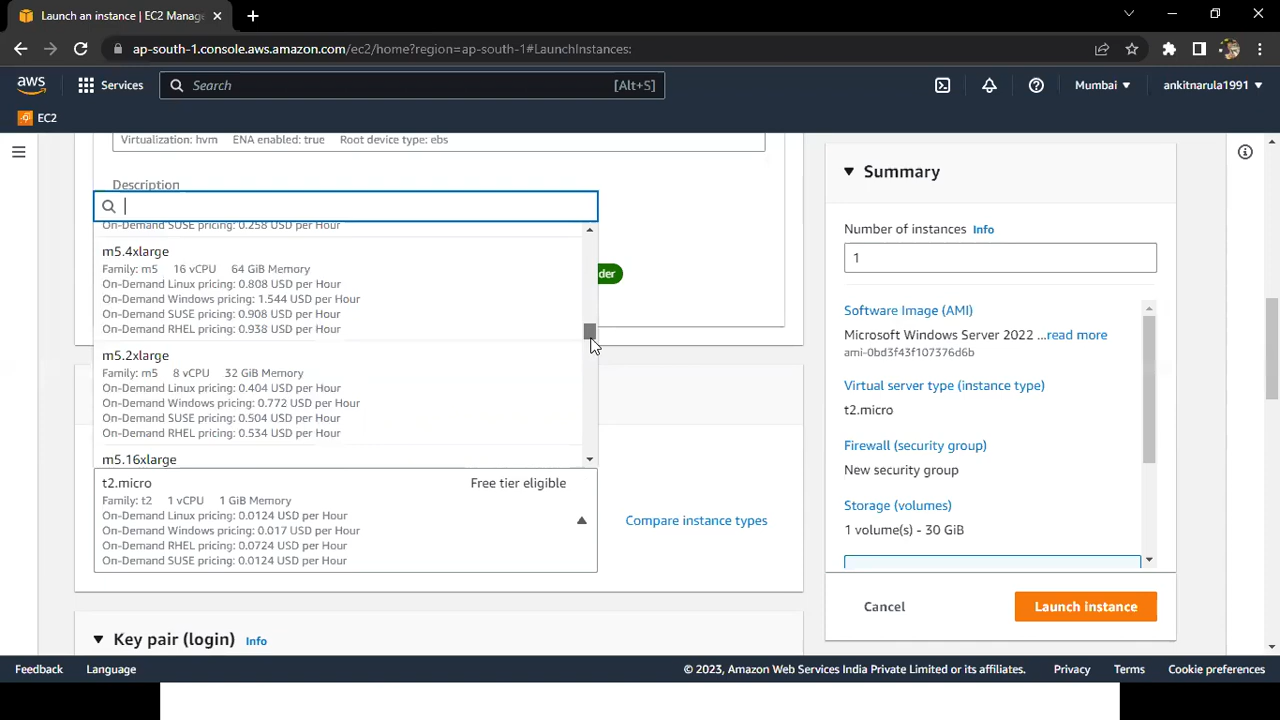 Launch an instance | EC2 Manag
ap-south-1.console.aws.amazon.com/ec2/home?region=ap-south-1#LaunchInstances:
aws
Services
Search
[Alt+S]
Mumbai
ankitnarula1991
EC2
Virtualization: hvm ENA enabled: true Root device type: ebs
Description
On-Demand SUSE pricing: 0.258 USD per Hour
m5.4xlarge
Family: m5 16 vCPU 64 GiB Memory
On-Demand Linux pricing: 0.808 USD per Hour
On-Demand Windows pricing: 1.544 USD per Hour
On-Demand SUSE pricing: 0.908 USD per Hour
On-Demand RHEL pricing: 0.938 USD per Hour
der
m5.2xlarge
Family: m5 8 vCPU 32 GiB Memory
On-Demand Linux pricing: 0.404 USD per Hour
On-Demand Windows pricing: 0.772 USD per Hour
On-Demand SUSE pricing: 0.504 USD per Hour
On-Demand RHEL pricing: 0.534 USD per Hour
m5.16xlarge
t2.micro Free tier eligible
Family: t2 1 vCPU 1 GiB Memory
On-Demand Linux pricing: 0.0124 USD per Hour
On-Demand Windows pricing: 0.017 USD per Hour
On-Demand RHEL pricing: 0.0724 USD per Hour
On-Demand SUSE pricing: 0.0124 USD per Hour
Compare instance types
Key pair (login) Info
Summary
Number of instances Info
1
Software Image (AMI)
Microsoft Windows Server 2022 ...read more
ami-0bd3f43f107376d6b
Virtual server type (instance type)
t2.micro
Firewall (security group)
New security group
Storage (volumes)
1 volume(s) - 30 GiB
Cancel
Launch instance
Feedback
Language
© 2023, Amazon Web Services India Private Limited or its affiliates.
Privacy
Terms
Cookie preferences